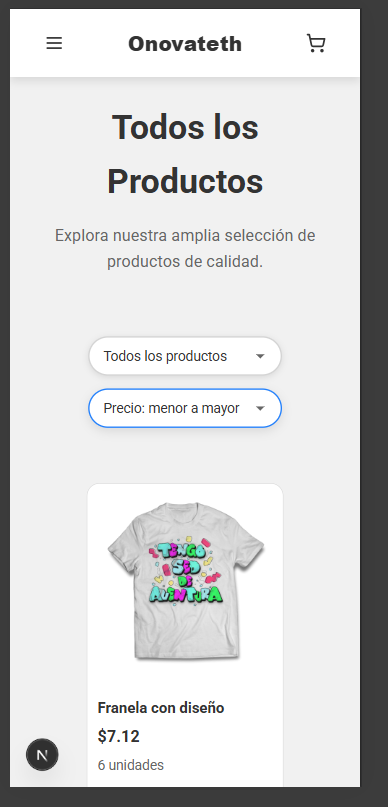 Onovateth
Todos los
Productos
Explora nuestra amplia selección de
productos de calidad.
Todos los productos
Precio: menor a mayor
TENGO
SED
DE
AVENTURA
Franela con diseño
$7.12
6 unidades
N